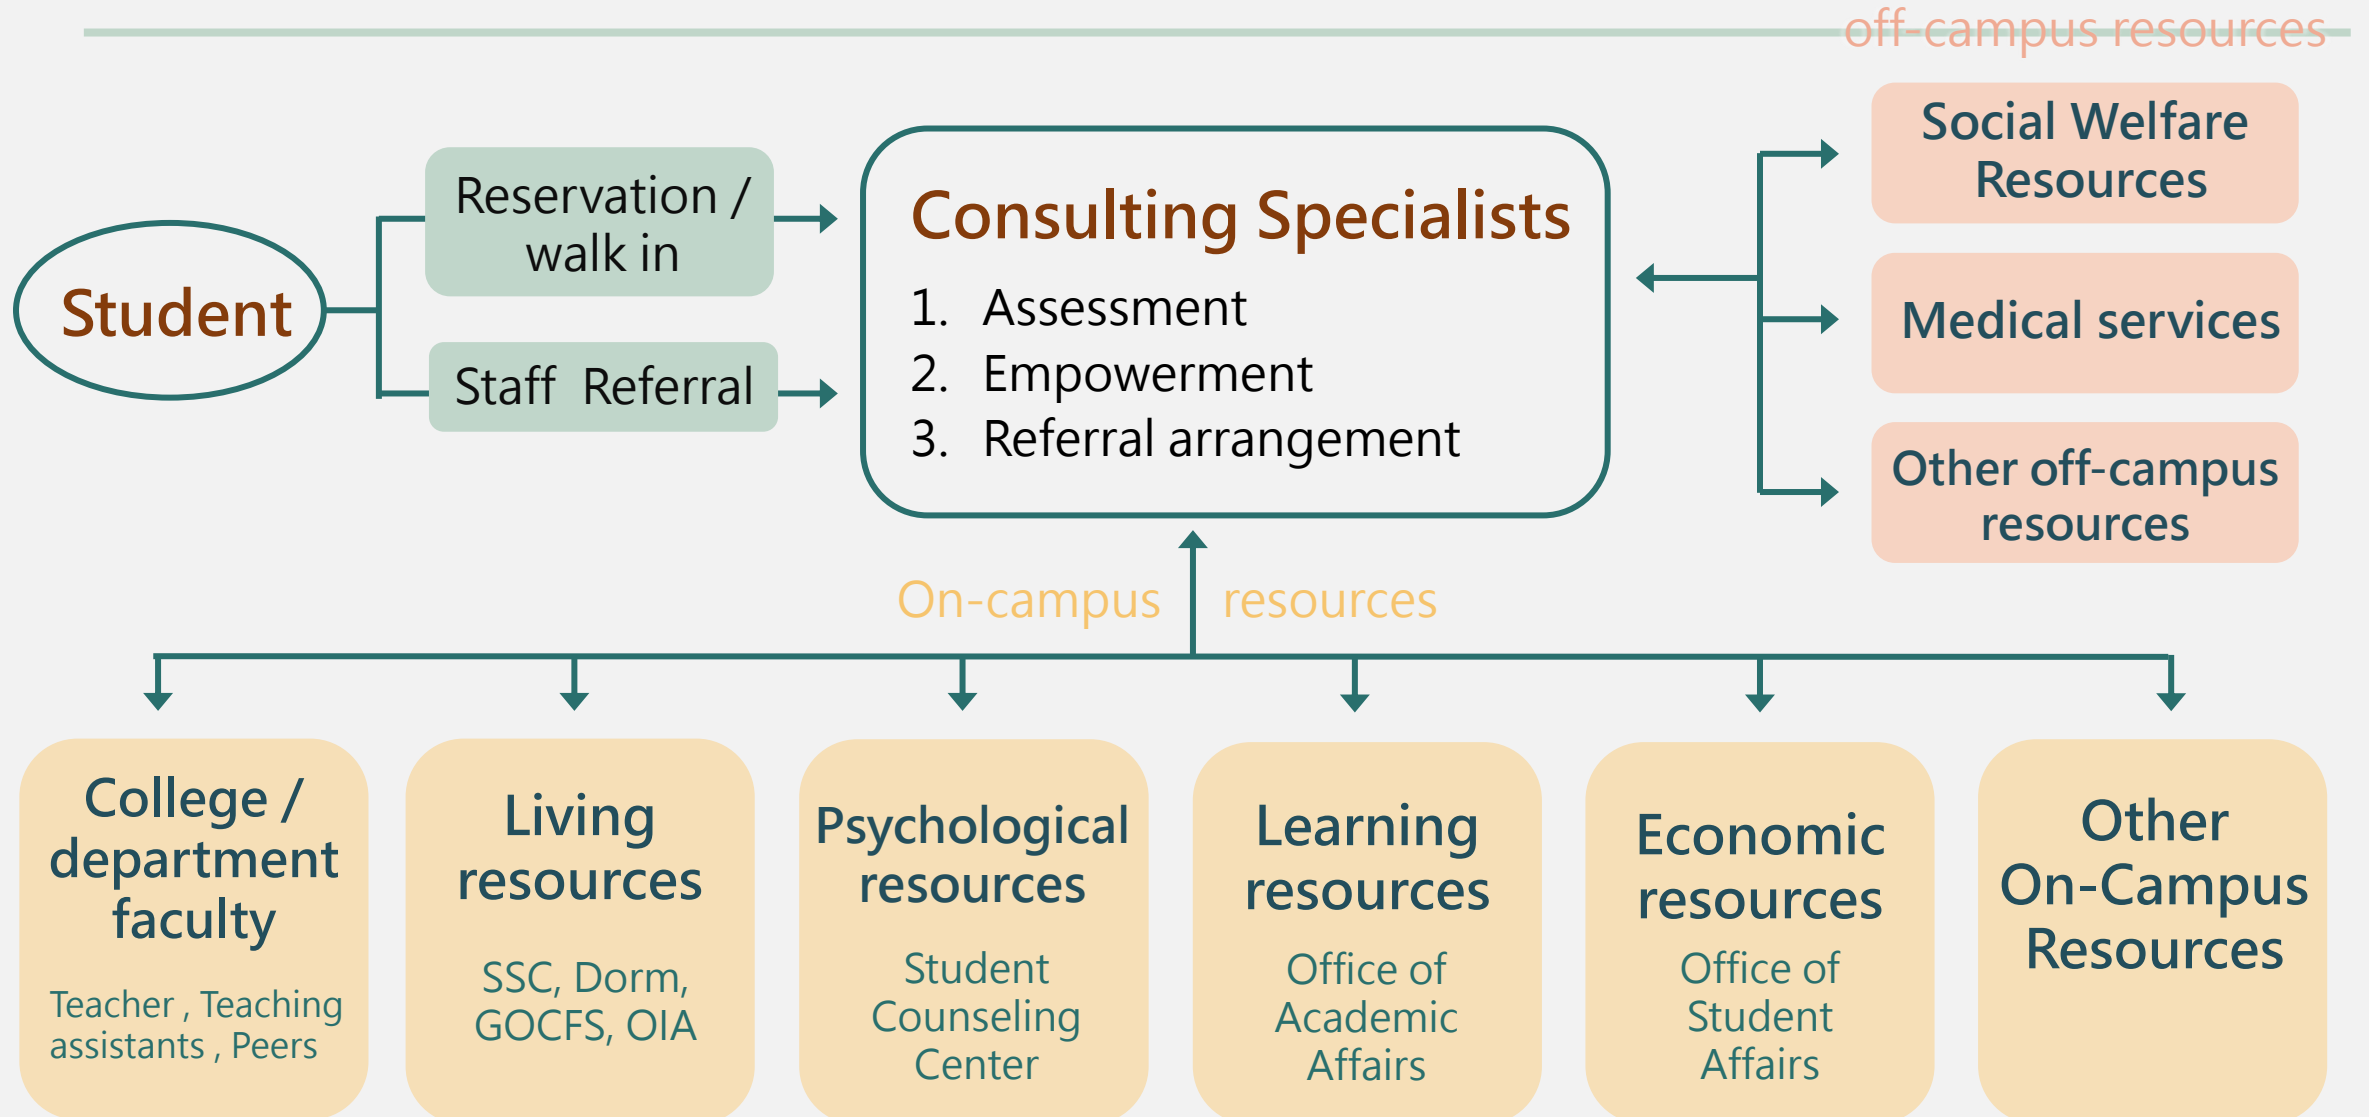 off-campus resources
Student
Reservation /
walk in
Staff Referral
Consulting Specialists
1. Assessment
2. Empowerment
3. Referral arrangement
Social Welfare
Resources
Medical services
Other off-campus
resources
On-campus resources
College /
department
faculty
Teacher , Teaching
assistants , Peers
Living
resources
SSC, Dorm,
GOCFS, OIA
Psychological
resources
Student
Counseling
Center
Learning
resources
Office of
Academic
Affairs
Economic
resources
Office of
Student
Affairs
Other
On-Campus
Resources